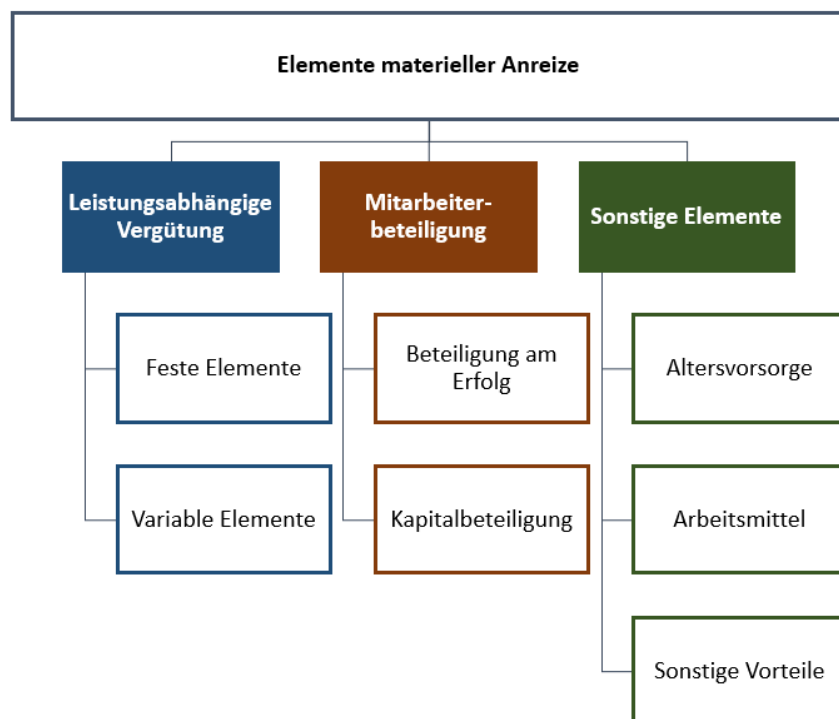 Elemente materieller Anreize
Leistungsabhängige
Vergütung
Mitarbeiter-
beteiligung
Sonstige Elemente
Feste Elemente
Beteiligung am
Erfolg
Altersvorsorge
Variable Elemente
Kapitalbeteiligung
Arbeitsmittel
Sonstige Vorteile